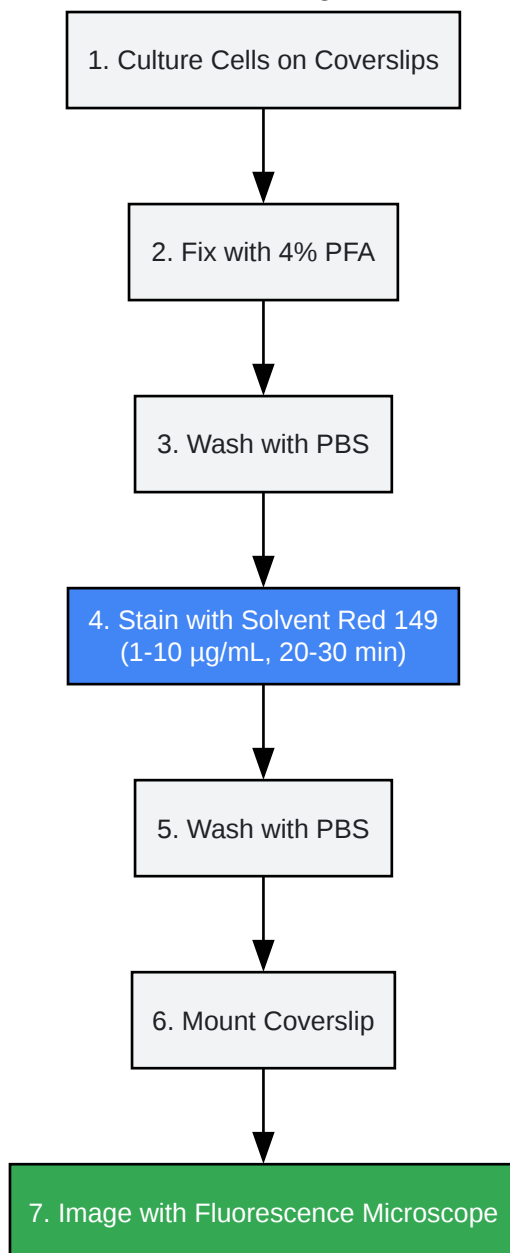 1. Culture Cells on Coverslips
2. Fix with 4% PFA
3. Wash with PBS
4. Stain with Solvent Red 149
(1-10 µg/mL, 20-30 min)
5. Wash with PBS
6. Mount Coverslip
7. Image with Fluorescence Microscope